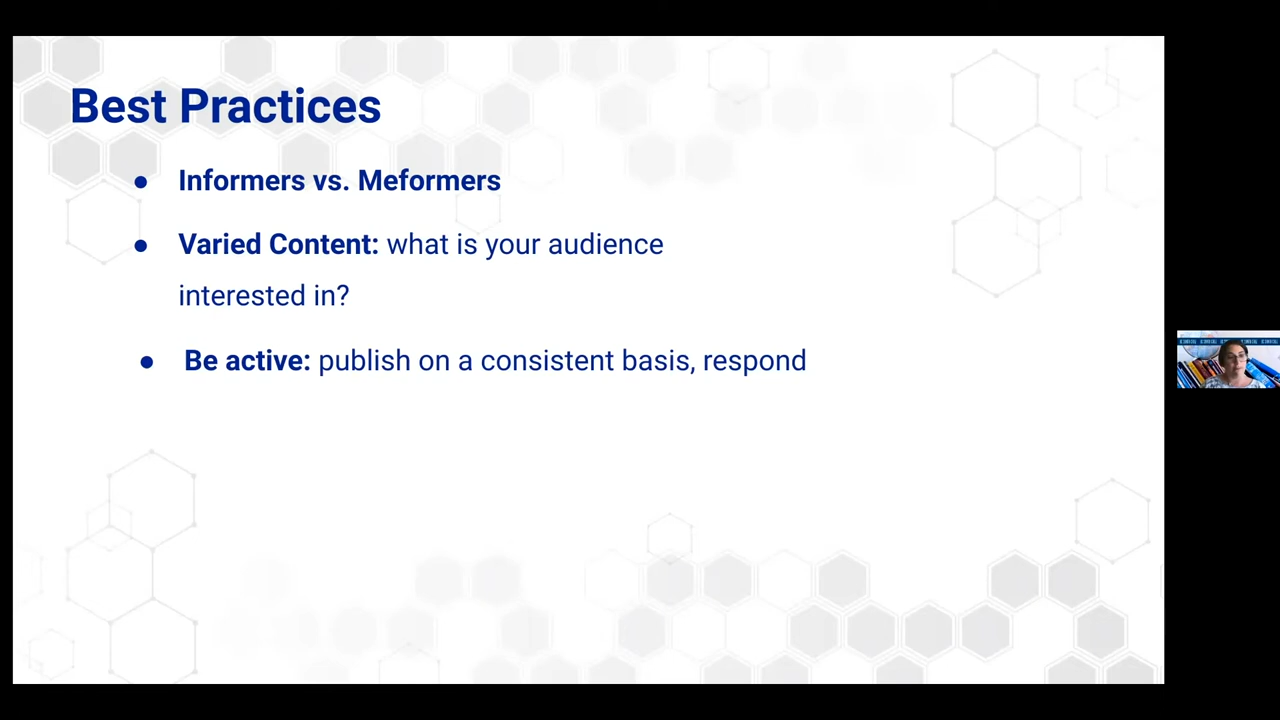 Best Practices
● Informers vs. Meformers
● Varied Content: what is your audience
interested in?
● Be active: publish on a consistent basis, respond